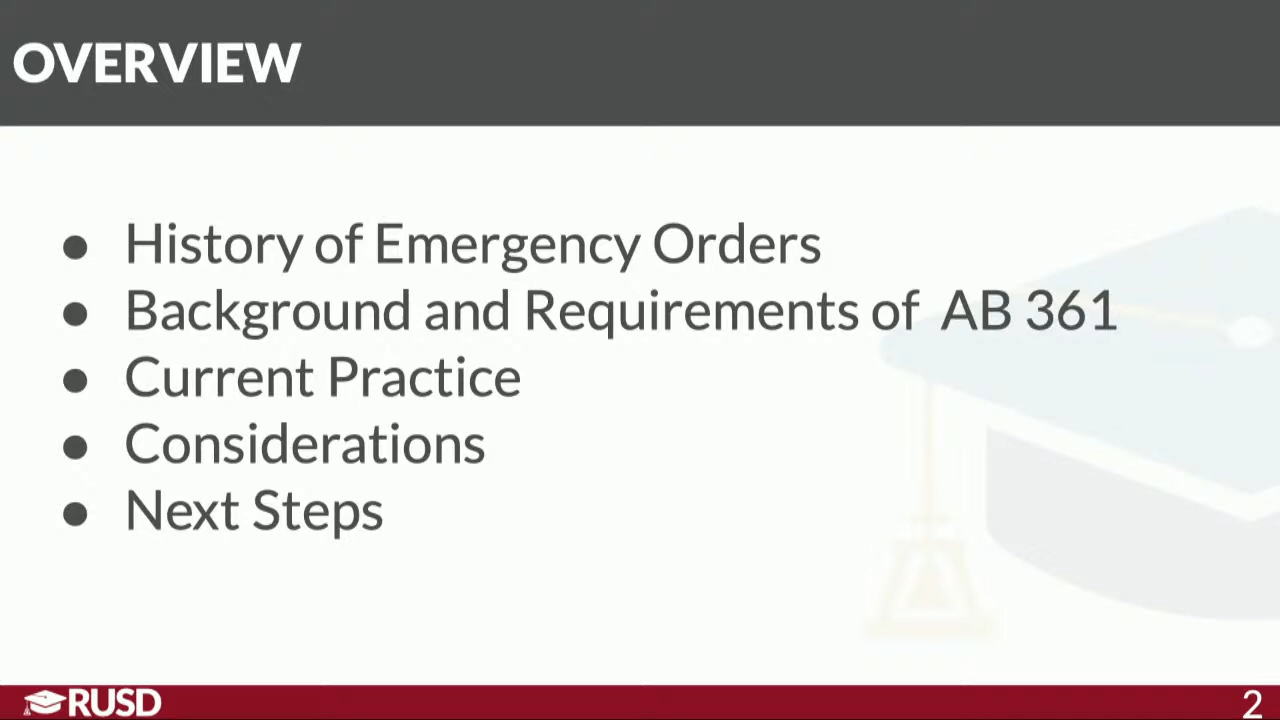 OVERVIEW
● History of Emergency Orders
● Background and Requirements of AB 361
● Current Practice
● Considerations
● Next Steps
RUSD
2